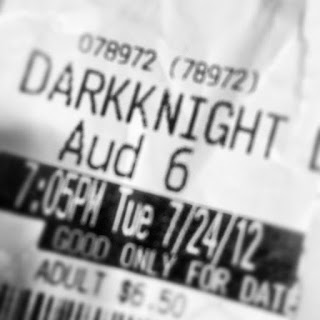 078972 (78972)
DARKKNIGHT
Aud 6
7:05PM Tue 7/24/12
GOOD ONLY FOR DATE
ADULT $6.50